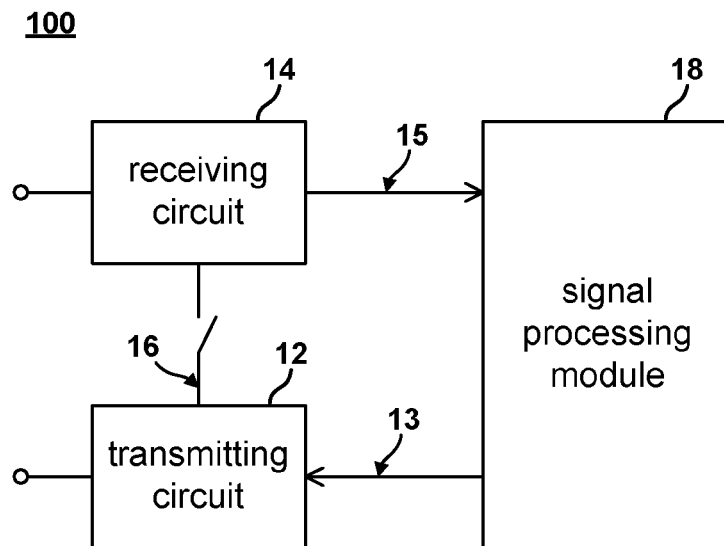 100
14
18
receiving
circuit
15
signal
processing
module
16
12
transmitting
circuit
13